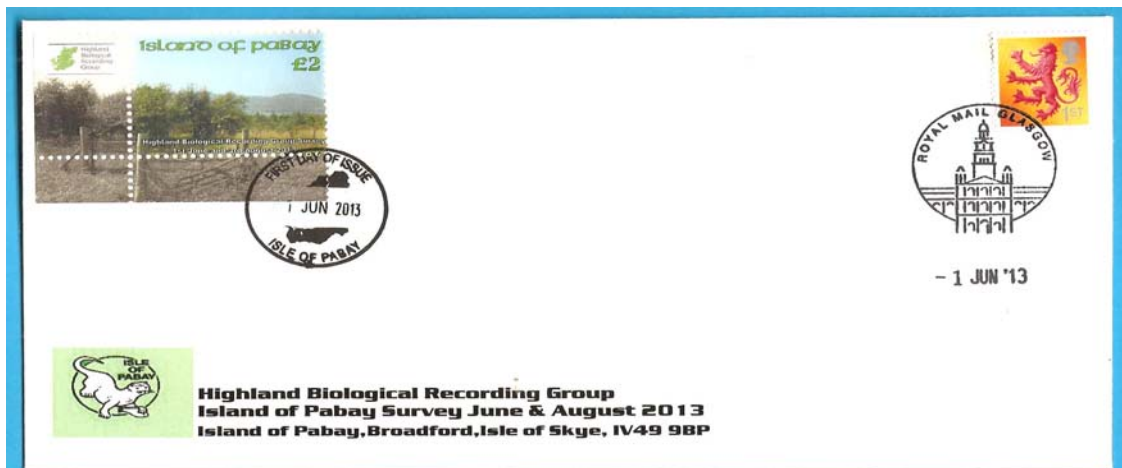 Highland
Biological
Recording
Group
Island of Pabay
£2
Highland Biological Recording Group Survey
FIRST DAY OF ISSUE
1 JUN 2013
ISLE OF PABAY
1ST
ROYAL MAIL GLASGOW
- 1 JUN '13
ISLE
OF
PABAY
Highland Biological Recording Group
Island of Pabay Survey June & August 2013
Island of Pabay,Broadford,Isle of Skye, IV49 9BP